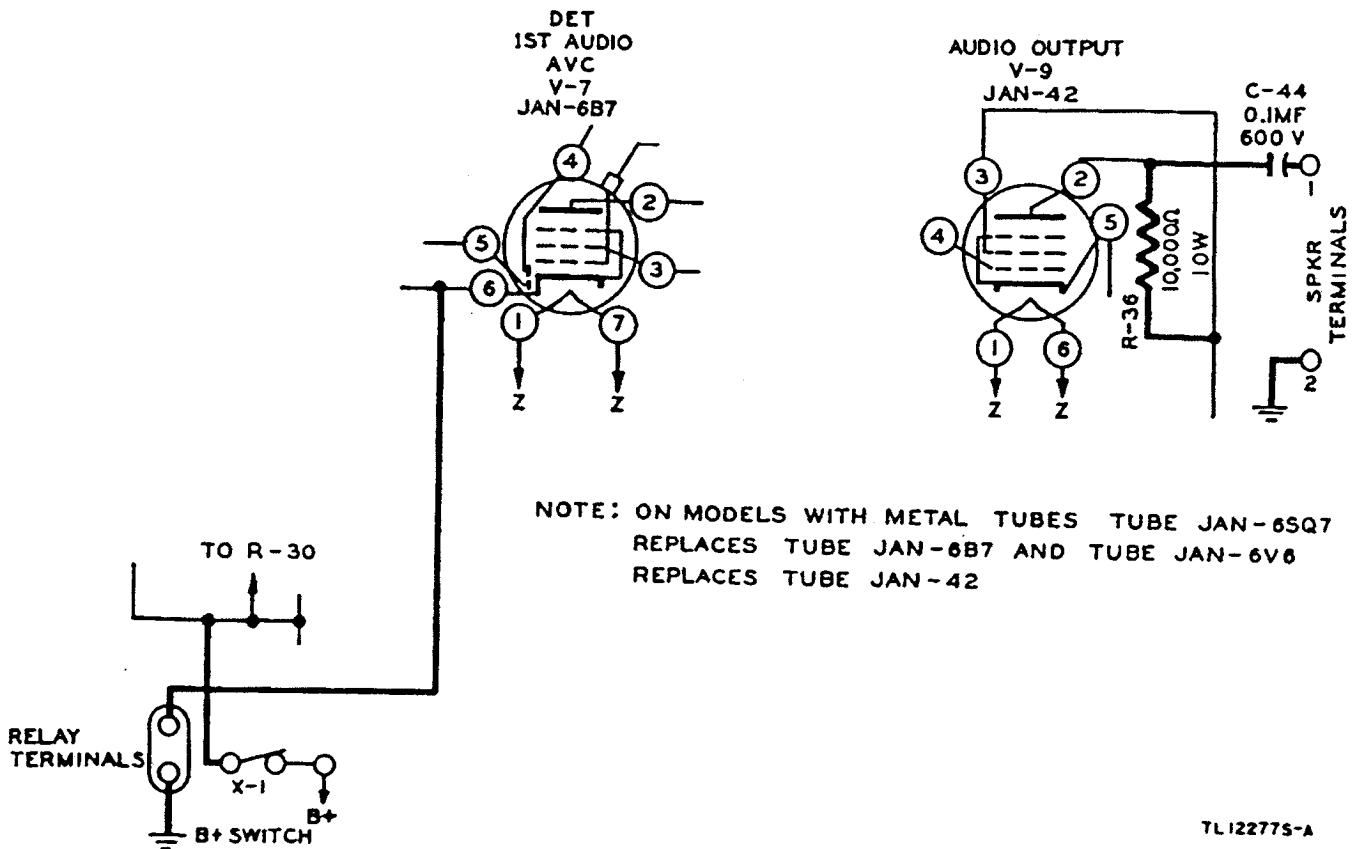 DET
1ST AUDIO
AVC
V-7
JAN-6B7
4
2
5
3
6
1
7
Z
Z
AUDIO OUTPUT
V-9
JAN-42
C-44
0.1MF
600 V
3
2
4
5
1
6
Z
Z
R-36
10,000Ω
10W
1
SPKR
TERMINALS
2
NOTE: ON MODELS WITH METAL TUBES TUBE JAN-6SQ7
REPLACES TUBE JAN-6B7 AND TUBE JAN-6V6
REPLACES TUBE JAN-42
TO R-30
RELAY
TERMINALS
X-1
B+
B+ SWITCH
TL12277S-A